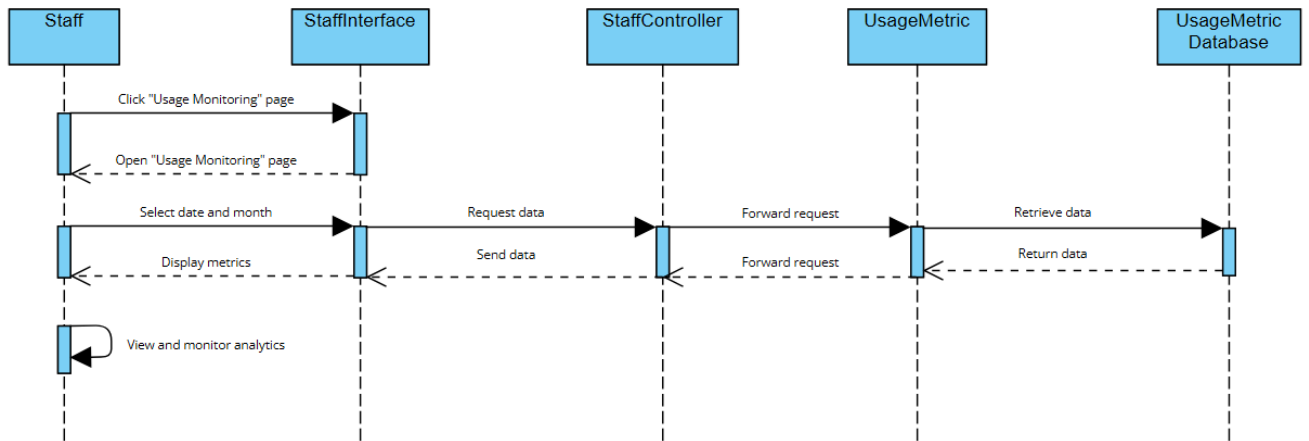 Staff
StaffInterface
StaffController
UsageMetric
UsageMetric
Database
Click "Usage Monitoring" page
Open "Usage Monitoring" page
Select date and month
Request data
Forward request
Retrieve data
Display metrics
Send data
Forward request
Return data
View and monitor analytics